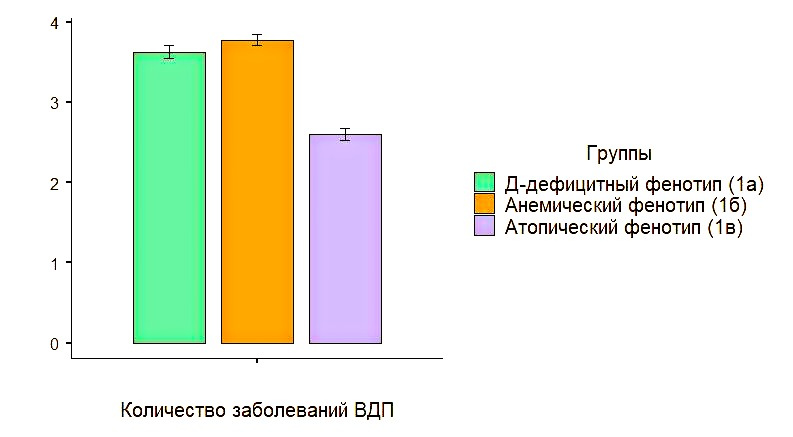 4
3
2
1
0
Группы
Д-дефицитный фенотип (1а)
Анемический фенотип (1б)
Атопический фенотип (1в)
Количество заболеваний ВДП